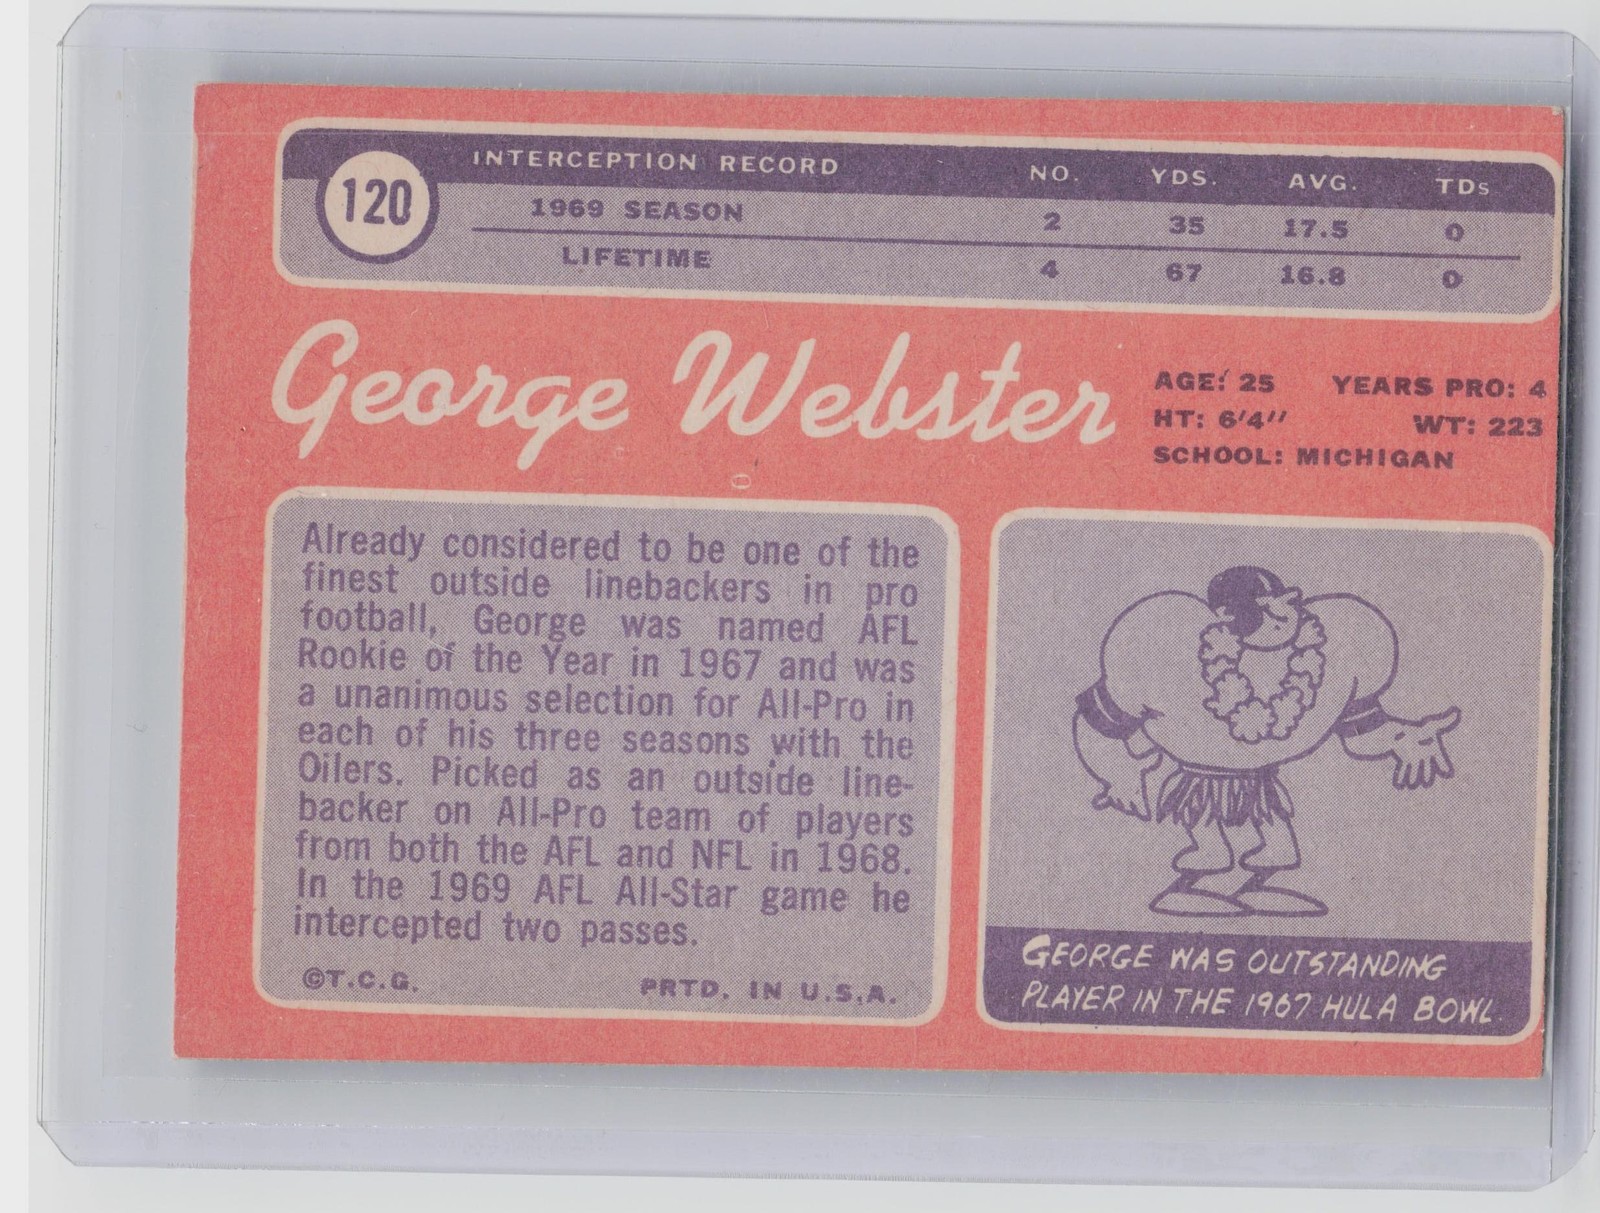 120
INTERCEPTION RECORD NO. YDS. AVG. TDs
1969 SEASON 2 35 17.5 0
LIFETIME 4 67 16.8 0
George Webster
AGE: 25 YEARS PRO: 4
HT: 6'4'' WT: 223
SCHOOL: MICHIGAN
Already considered to be one of the
finest outside linebackers in pro
football, George was named AFL
Rookie of the Year in 1967 and was
a unanimous selection for All-Pro in
each of his three seasons with the
Oilers. Picked as an outside line-
backer on All-Pro team of players
from both the AFL and NFL in 1968.
In the 1969 AFL All-Star game he
intercepted two passes.
©T.C.G. PRTD. IN U.S.A.
GEORGE WAS OUTSTANDING
PLAYER IN THE 1967 HULA BOWL.